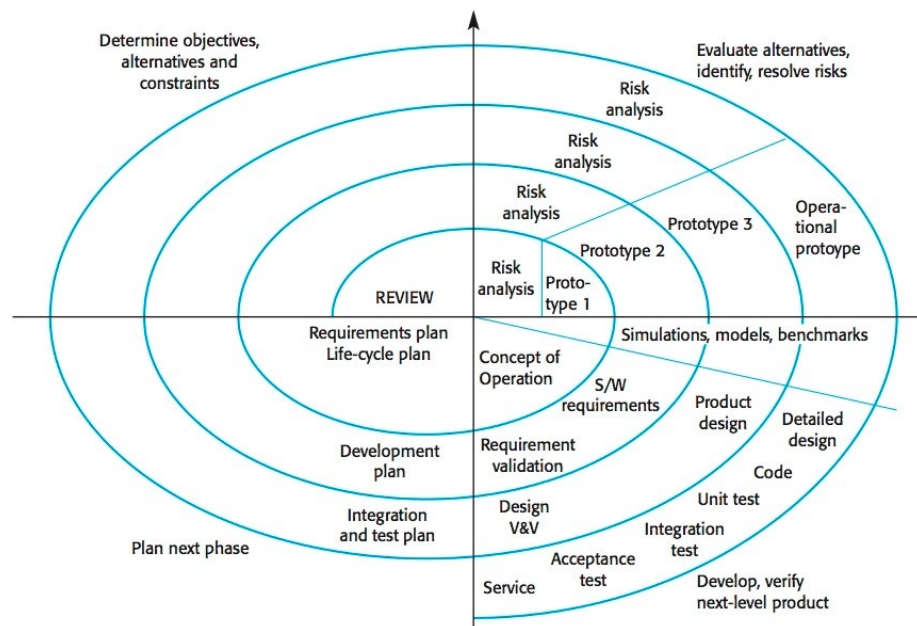 Determine objectives,
alternatives and
constraints
Evaluate alternatives,
identify, resolve risks
Risk
analysis
Risk
analysis
Risk
analysis
Risk
analysis
Proto-
type 1
Prototype 2
Prototype 3
Opera-
tional
protoype
REVIEW
Requirements plan
Life-cycle plan
Simulations, models, benchmarks
Concept of
Operation
S/W
requirements
Product
design
Detailed
design
Development
plan
Requirement
validation
Code
Unit test
Integration
and test plan
Design
V&V
Integration
test
Plan next phase
Acceptance
test
Service
Develop, verify
next-level product